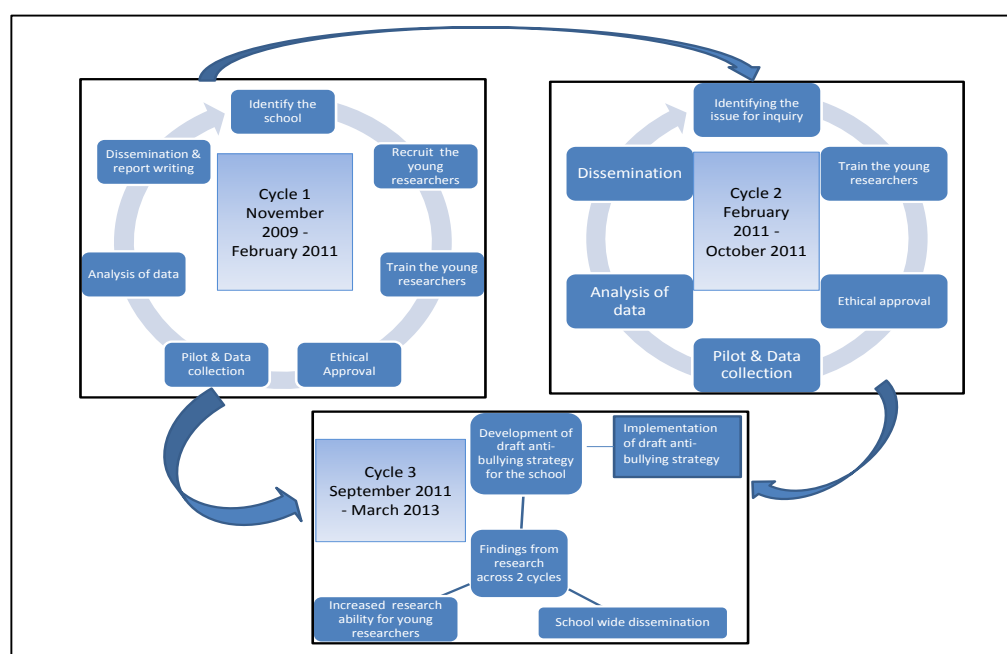 Identify the
school
Recruit the
young
researchers
Train the young
researchers
Ethical
Approval
Pilot & Data
collection
Analysis of data
Dissemination &
report writing
Cycle 1
November
2009 -
February 2011
Identifying the
issue for inquiry
Train the young
researchers
Ethical approval
Pilot & Data
collection
Analysis of
data
Dissemination
Cycle 2
February
2011 -
October 2011
Cycle 3
September 2011
- March 2013
Development of
draft anti-
bullying strategy
for the school
Implementation
of draft anti-
bullying strategy
Findings from
research
across 2 cycles
Increased research
ability for young
researchers
School wide dissemination